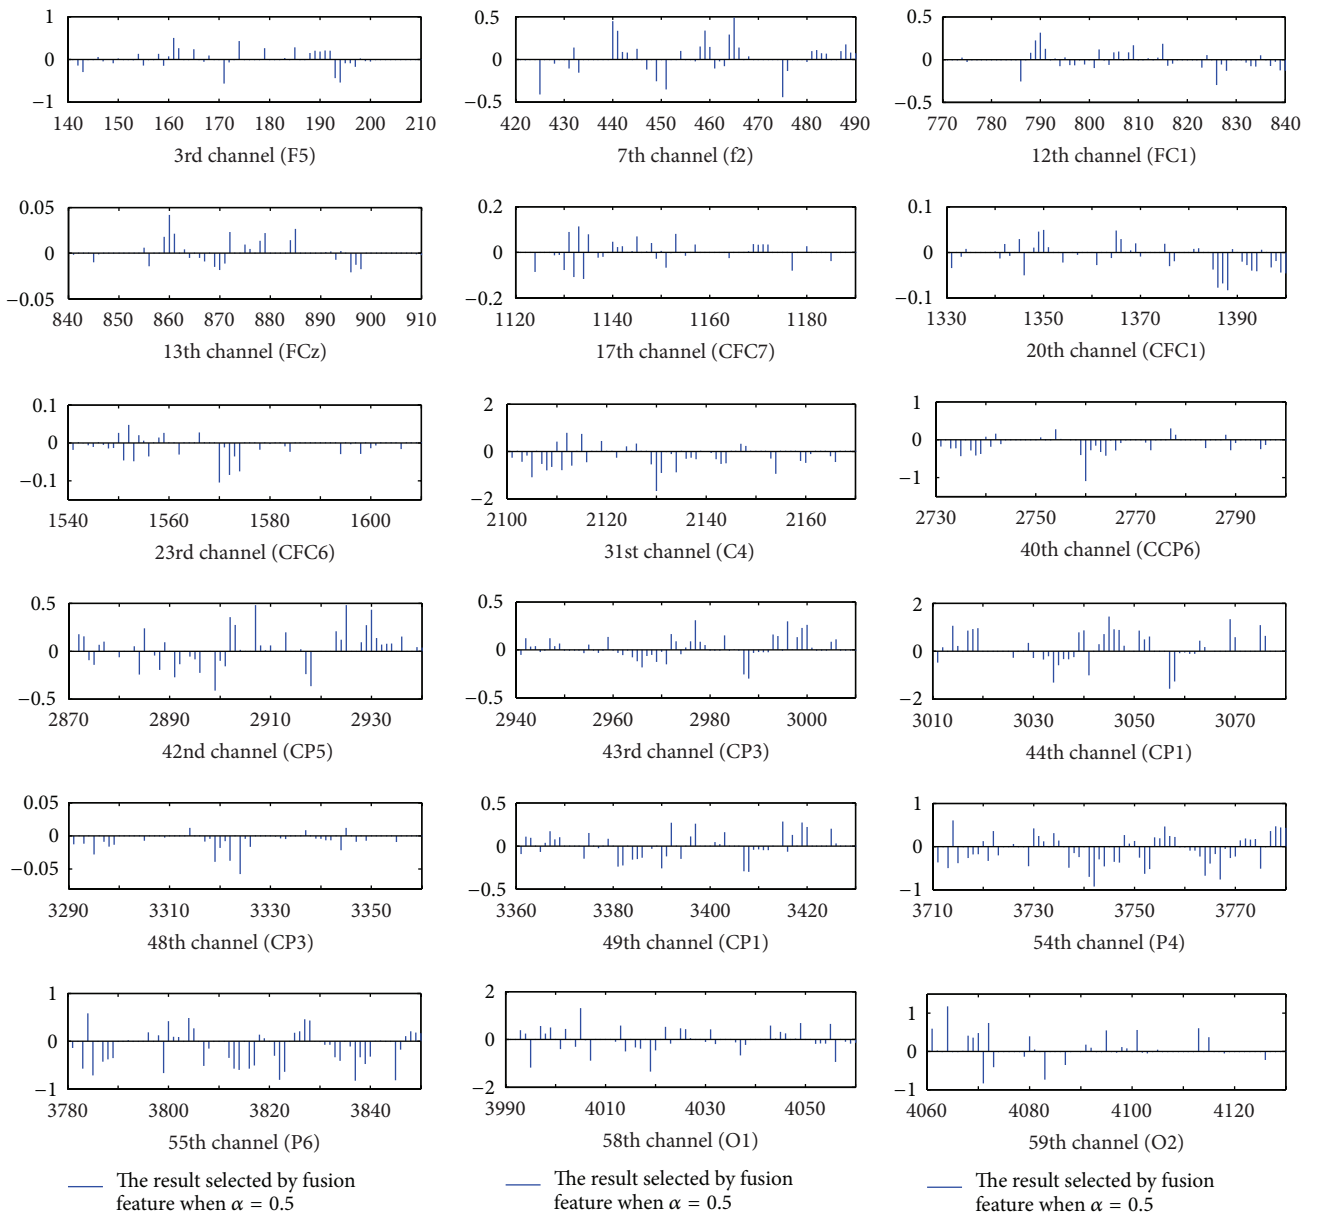 1
0
−1
140 150 160 170 180 190 200 210
3rd channel (F5)
0.5
0
−0.5
420 430 440 450 460 470 480 490
7th channel (f2)
0.5
0
−0.5
770 780 790 800 810 820 830 840
12th channel (FC1)
0.05
0
−0.05
840 850 860 870 880 890 900 910
13th channel (FCz)
0.2
0
−0.2
1120 1140 1160 1180
17th channel (CFC7)
0.1
0
−0.1
1330 1350 1370 1390
20th channel (CFC1)
0.1
0
−0.1
1540 1560 1580 1600
23rd channel (CFC6)
2
0
−2
2100 2120 2140 2160
31st channel (C4)
1
0
−1
2730 2750 2770 2790
40th channel (CCP6)
0.5
0
−0.5
2870 2890 2910 2930
42nd channel (CP5)
0.5
0
−0.5
2940 2960 2980 3000
43rd channel (CP3)
2
0
−2
3010 3030 3050 3070
44th channel (CP1)
0.05
0
−0.05
3290 3310 3330 3350
48th channel (CP3)
0.5
0
−0.5
3360 3380 3400 3420
49th channel (CP1)
1
0
−1
3710 3730 3750 3770
54th channel (P4)
1
0
−1
3780 3800 3820 3840
55th channel (P6)
2
0
−2
3990 4010 4030 4050
58th channel (O1)
1
0
−1
4060 4080 4100 4120
59th channel (O2)
The result selected by fusion
feature when α = 0.5
The result selected by fusion
feature when α = 0.5
The result selected by fusion
feature when α = 0.5